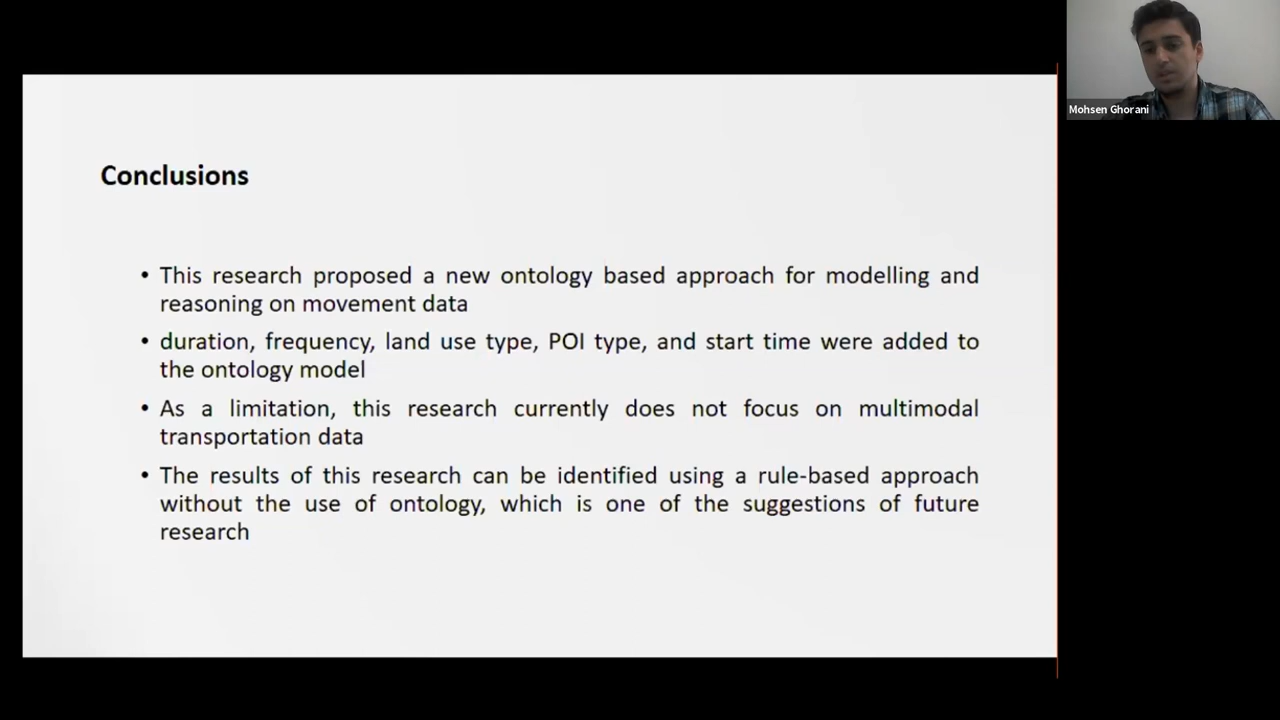 Mohsen Ghorani
Conclusions
• This research proposed a new ontology based approach for modelling and
reasoning on movement data
• duration, frequency, land use type, POI type, and start time were added to
the ontology model
• As a limitation, this research currently does not focus on multimodal
transportation data
• The results of this research can be identified using a rule-based approach
without the use of ontology, which is one of the suggestions of future
research